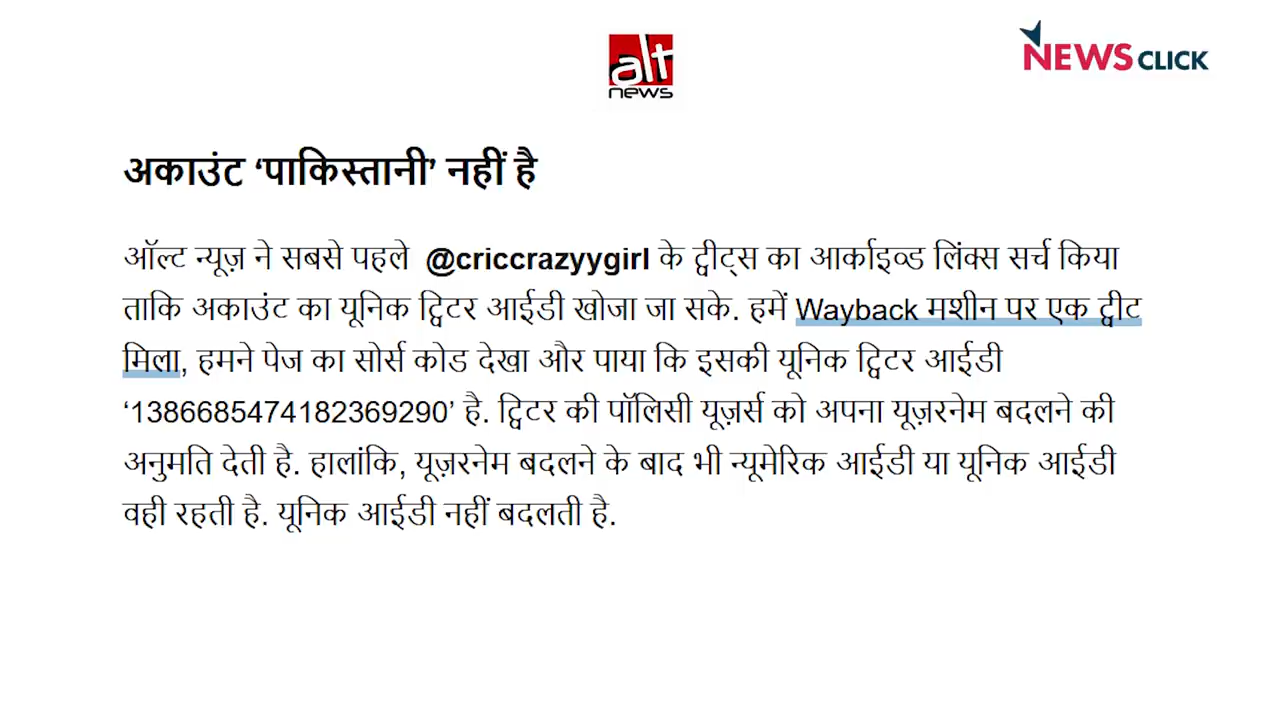 alt
news
NEWSCLICK
अकाउंट ‘पाकिस्तानी’ नहीं है
ऑल्ट न्यूज़ ने सबसे पहले @criccrazyygirl के ट्वीट्स का आर्काइव्ड लिंक्स सर्च किया
ताकि अकाउंट का यूनिक ट्विटर आईडी खोजा जा सके. हमें Wayback मशीन पर एक ट्वीट
मिला, हमने पेज का सोर्स कोड देखा और पाया कि इसकी यूनिक ट्विटर आईडी
‘1386685474182369290’ है. ट्विटर की पॉलिसी यूज़र्स को अपना यूज़रनेम बदलने की
अनुमति देती है. हालांकि, यूज़रनेम बदलने के बाद भी न्यूमेरिक आईडी या यूनिक आईडी
वही रहती है. यूनिक आईडी नहीं बदलती है.